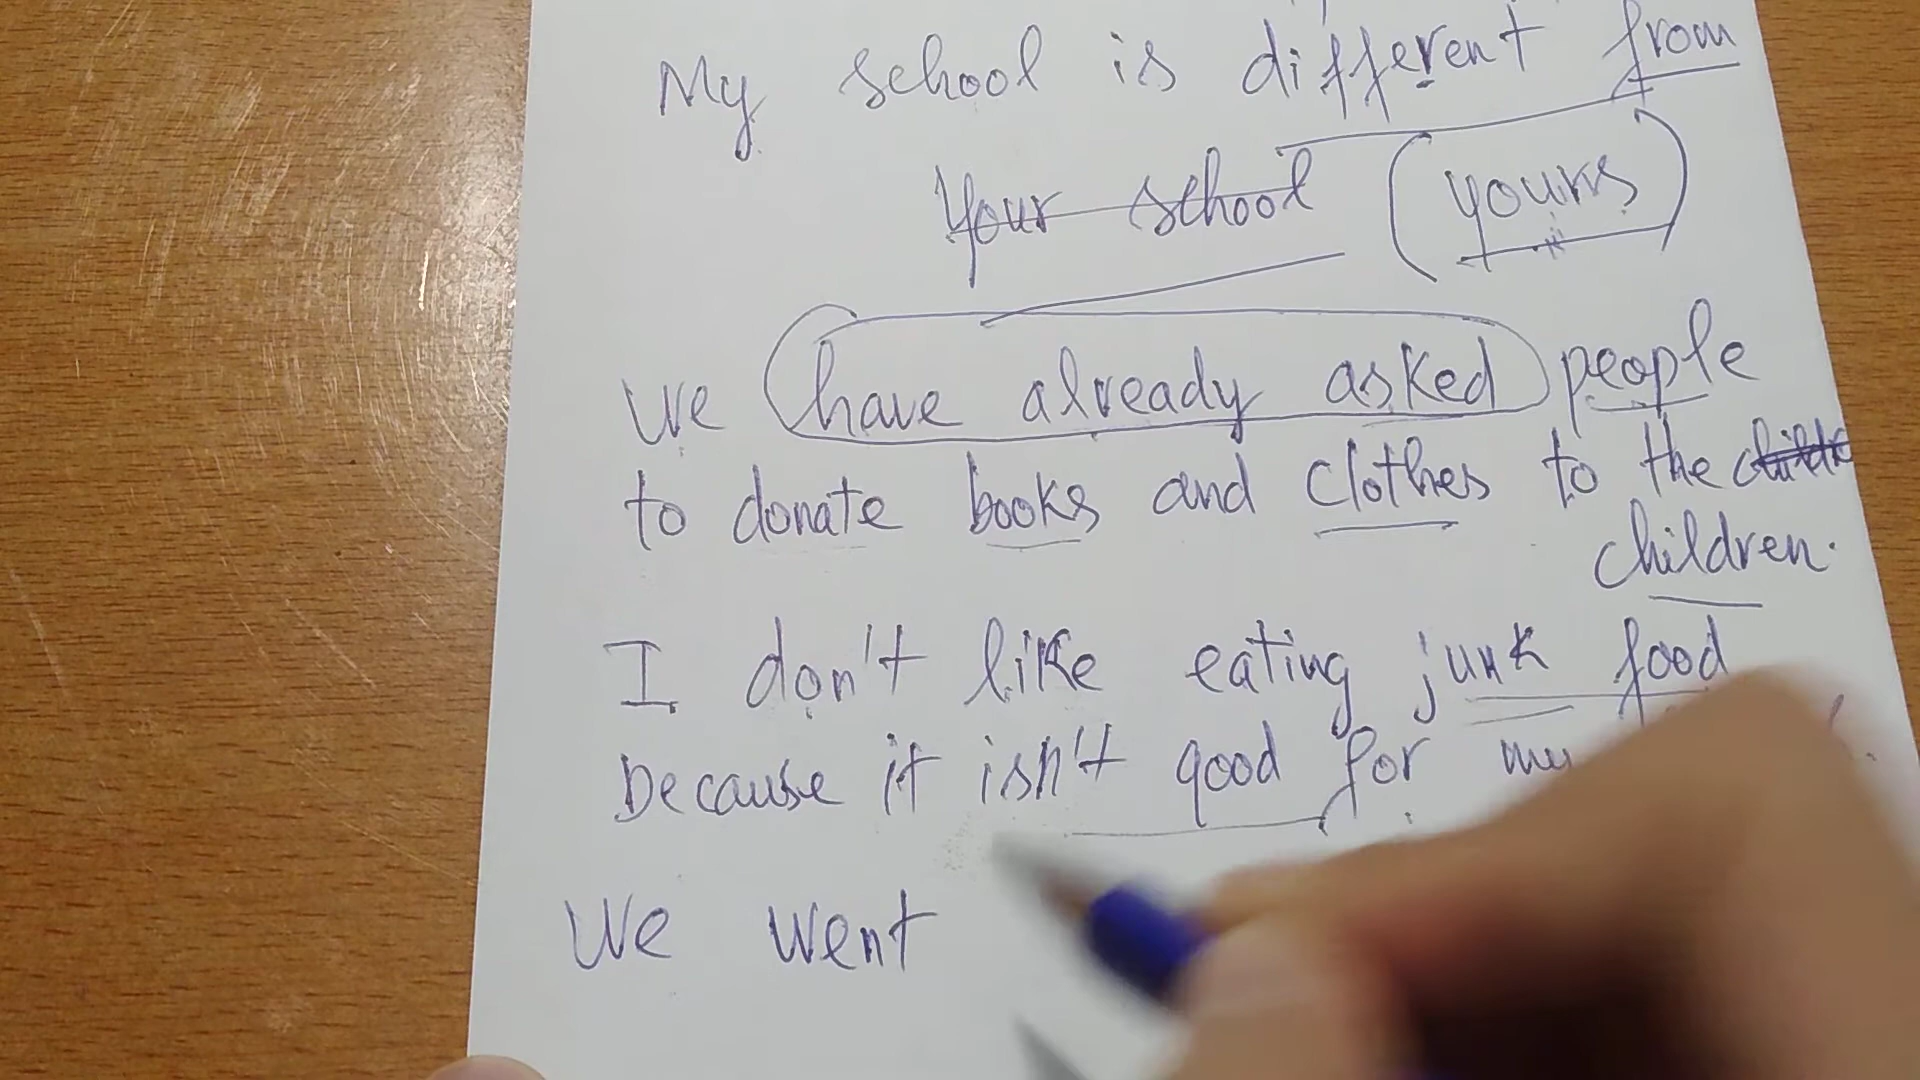 My school is different from
Your school (yours)
We have already asked people
to donate books and clothes to the
children.
I don't like eating junk food
because it isn't good for my
We went